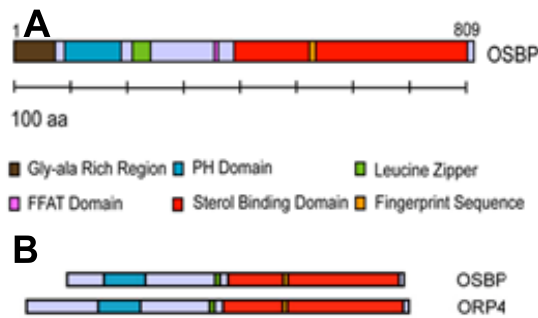 A
1 809
OSBP
100 aa
Gly-ala Rich Region PH Domain Leucine Zipper
FFAT Domain Sterol Binding Domain Fingerprint Sequence
B
OSBP
ORP4